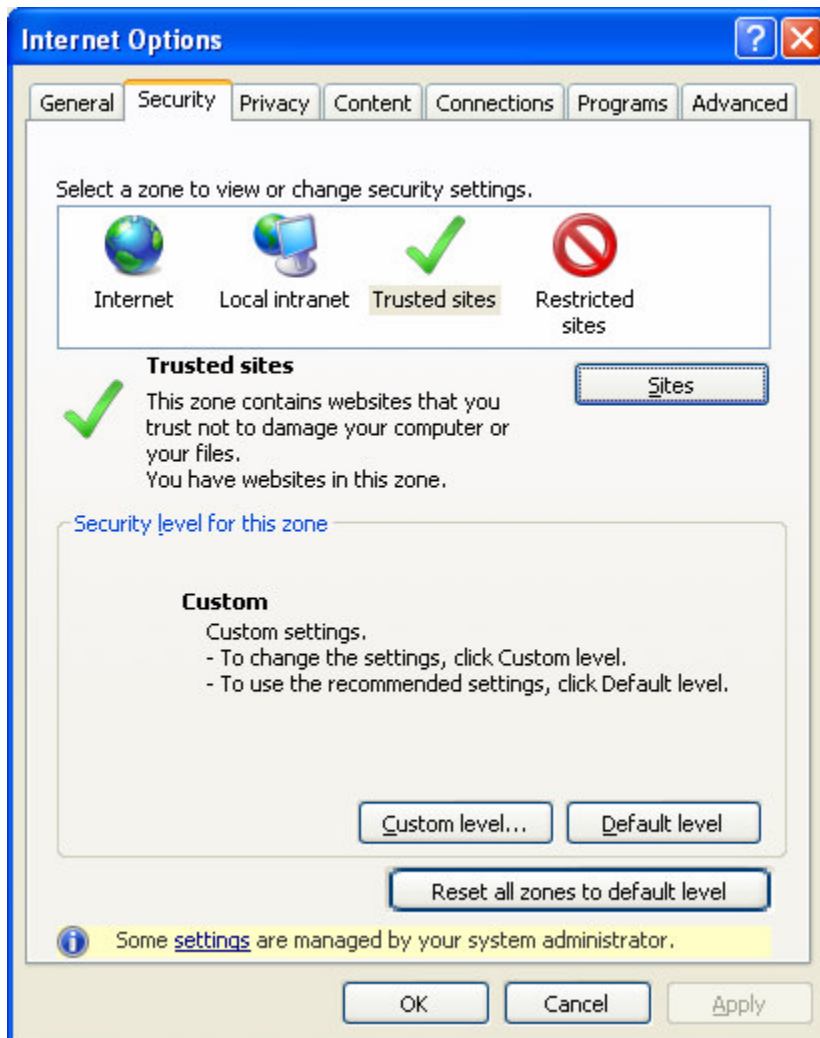 Internet Options
General Security Privacy Content Connections Programs Advanced
Select a zone to view or change security settings.
Internet Local intranet Trusted sites Restricted
sites
Trusted sites
Sites
This zone contains websites that you
trust not to damage your computer or
your files.
You have websites in this zone.
Security level for this zone
Custom
Custom settings.
- To change the settings, click Custom level.
- To use the recommended settings, click Default level.
Custom level... Default level
Reset all zones to default level
Some settings are managed by your system administrator.
OK Cancel Apply